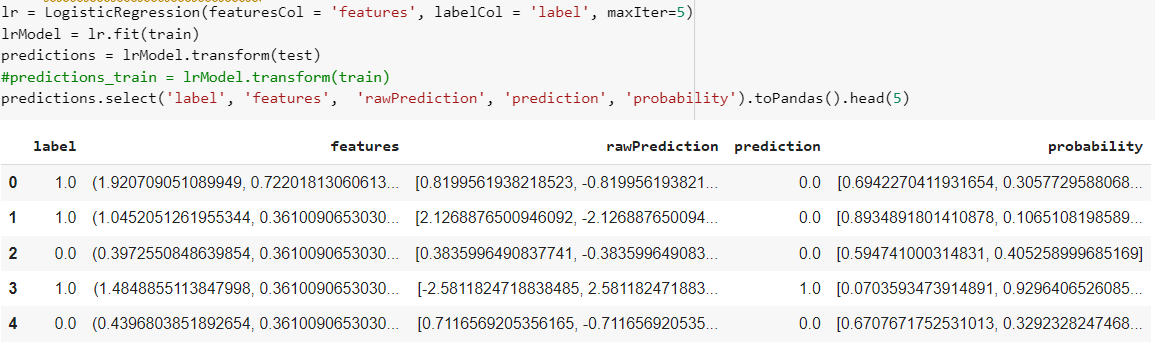 lr = LogisticRegression(featuresCol = 'features', labelCol = 'label', maxIter=5)
lrModel = lr.fit(train)
predictions = lrModel.transform(test)
#predictions_train = lrModel.transform(train)
predictions.select('label', 'features',  'rawPrediction', 'prediction', 'probability').toPandas().head(5)
label features rawPrediction prediction probability
0 1.0 (1.920709051089949, 0.72201813060613... [0.8199561938218523, -0.819956193821... 0.0 [0.6942270411931654, 0.3057729588068...
1 1.0 (1.0452051261955344, 0.3610090653030... [2.1268876500946092, -2.126887650094... 0.0 [0.8934891801410878, 0.1065108198589...
2 0.0 (0.3972550848639854, 0.3610090653030... [0.3835996490837741, -0.383599649083... 0.0 [0.594741000314831, 0.405258999685169]
3 1.0 (1.4848855113847998, 0.3610090653030... [-2.5811824718838485, 2.581182471883... 1.0 [0.0703593473914891, 0.9296406526085...
4 0.0 (0.4396803851892654, 0.3610090653030... [0.7116569205356165, -0.711656920535... 0.0 [0.6707671752531013, 0.3292328247468...